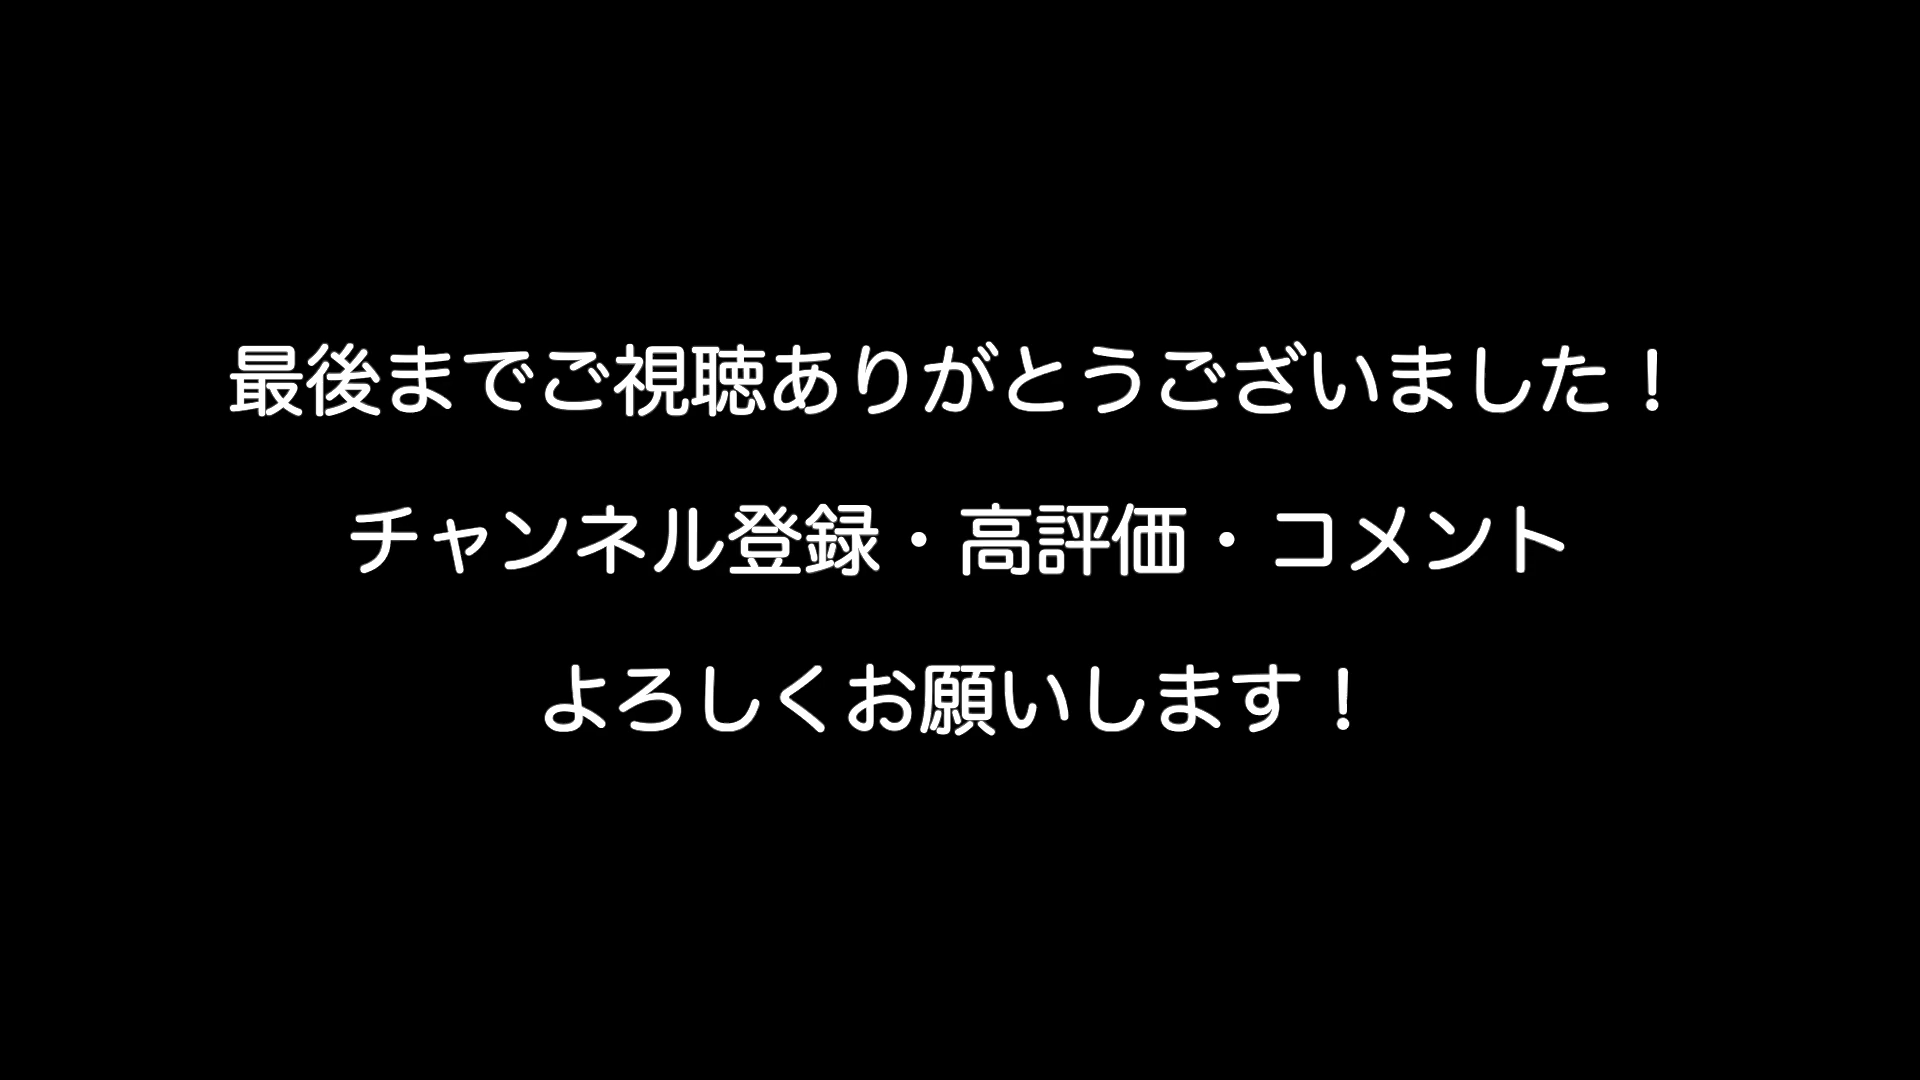 最後までご視聴ありがとうございました！
チャンネル登録・高評価・コメント
よろしくお願いします！